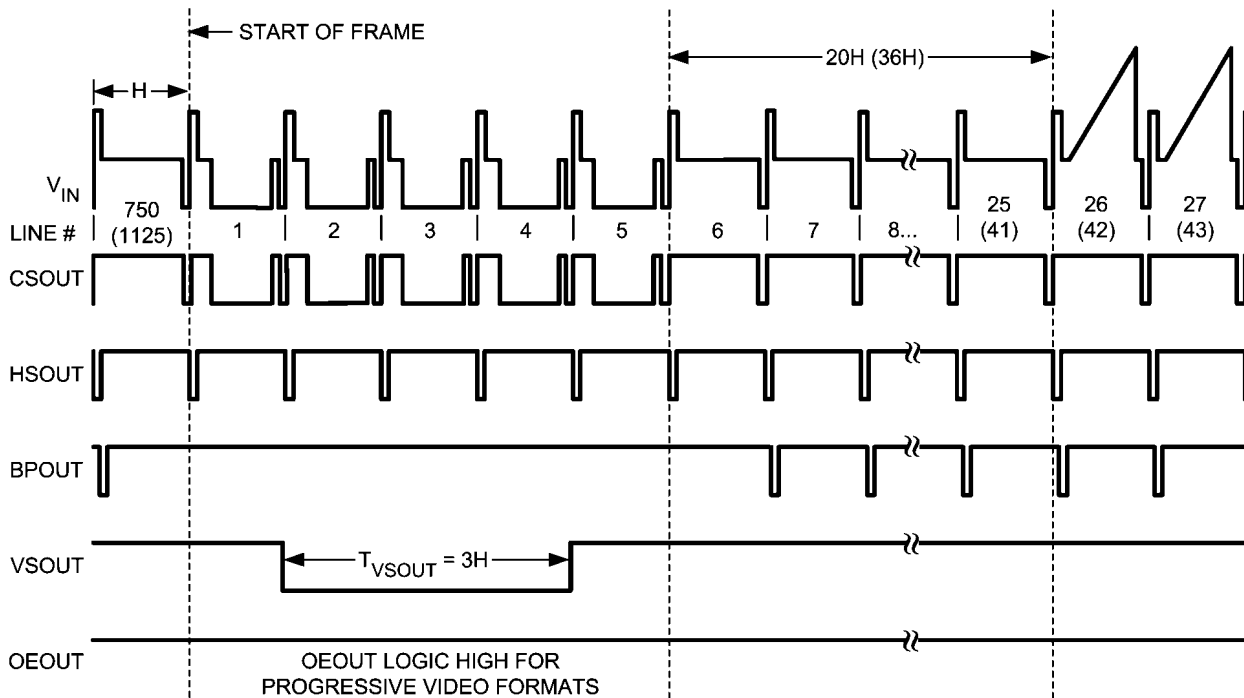 START OF FRAME
20H (36H)
H
V_IN
LINE # 750 (1125) 1 2 3 4 5 6 7 8... 25 (41) 26 (42) 27 (43)
CSOUT
HSOUT
BPOUT
VSOUT
T_VSOUT = 3H
OEOUT
OEOUT LOGIC HIGH FOR
PROGRESSIVE VIDEO FORMATS